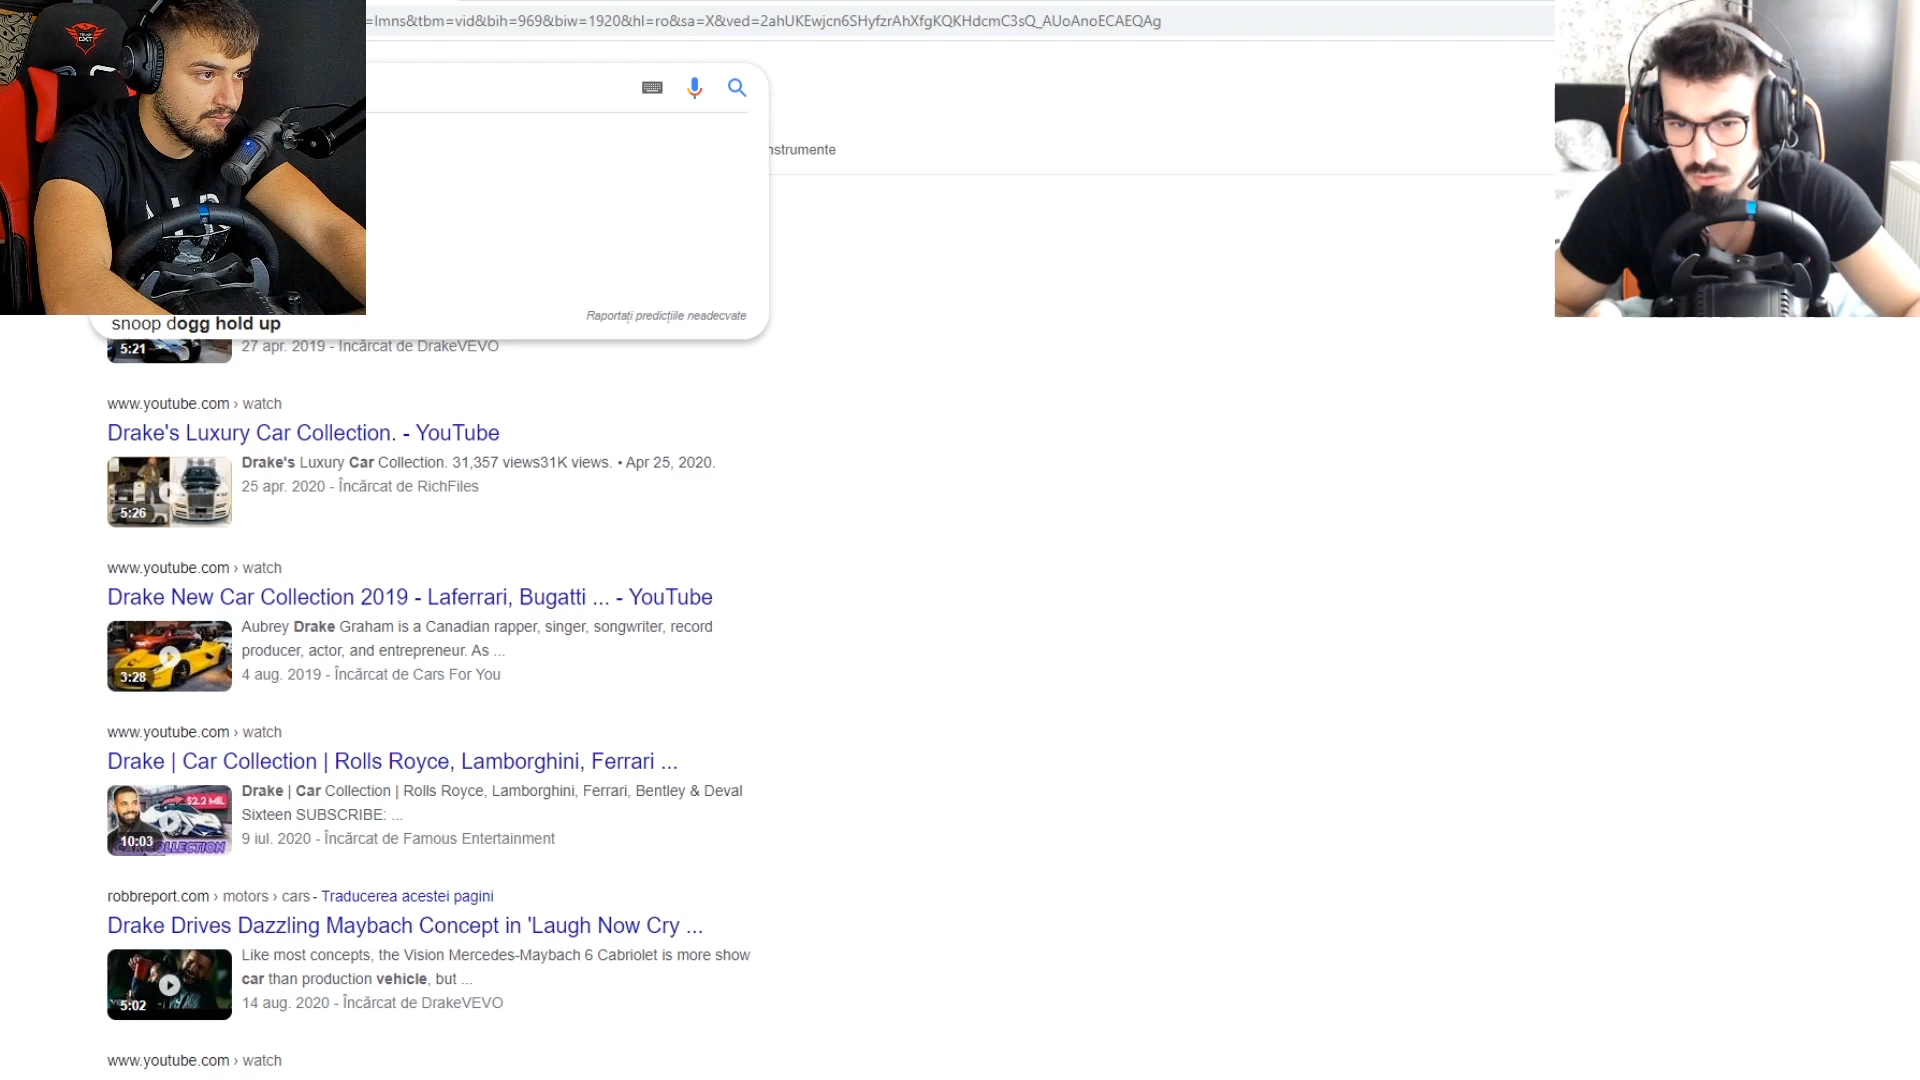 =lmns&tbm=vid&bih=969&biw=1920&hl=ro&sa=X&ved=2ahUKEwjcn6SHyfzrAhXfgKQKHdcmC3sQ_AUoAnoECAEQAg
nstrumente
Raportați predicțiile neadecvate
snoop dogg hold up
5:21
27 apr. 2019 - Încărcat de DrakeVEVO
www.youtube.com › watch
Drake's Luxury Car Collection. - YouTube
Drake's Luxury Car Collection. 31,357 views31K views. • Apr 25, 2020.
25 apr. 2020 - Încărcat de RichFiles
5:26
www.youtube.com › watch
Drake New Car Collection 2019 - Laferrari, Bugatti ... - YouTube
Aubrey Drake Graham is a Canadian rapper, singer, songwriter, record
producer, actor, and entrepreneur. As ...
4 aug. 2019 - Încărcat de Cars For You
3:28
www.youtube.com › watch
Drake | Car Collection | Rolls Royce, Lamborghini, Ferrari ...
Drake | Car Collection | Rolls Royce, Lamborghini, Ferrari, Bentley & Deval
Sixteen SUBSCRIBE: ...
9 iul. 2020 - Încărcat de Famous Entertainment
$2.2 MIL
10:03
robbreport.com › motors › cars - Traducerea acestei pagini
Drake Drives Dazzling Maybach Concept in 'Laugh Now Cry ...
Like most concepts, the Vision Mercedes-Maybach 6 Cabriolet is more show
car than production vehicle, but ...
14 aug. 2020 - Încărcat de DrakeVEVO
5:02
www.youtube.com › watch